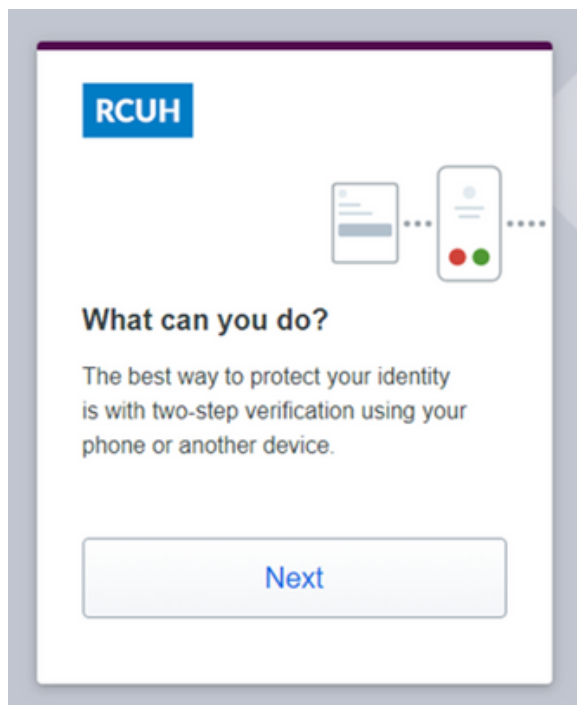 RCUH
What can you do?
The best way to protect your identity
is with two-step verification using your
phone or another device.
Next